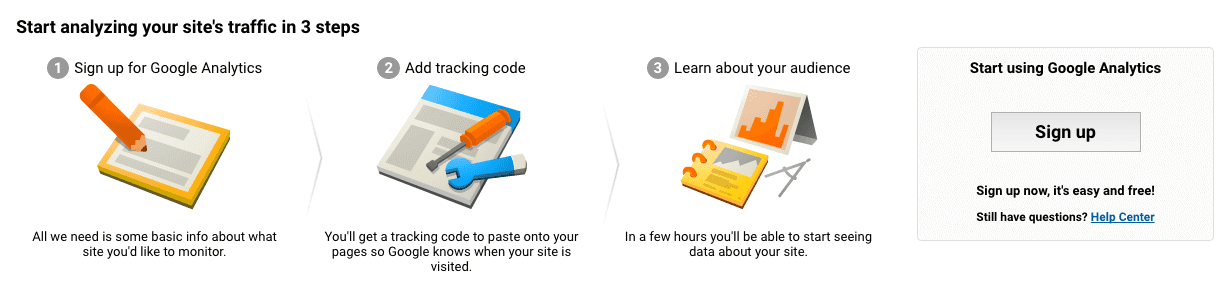 Start analyzing your site's traffic in 3 steps
1 Sign up for Google Analytics
All we need is some basic info about what
site you'd like to monitor.
2 Add tracking code
You'll get a tracking code to paste onto your
pages so Google knows when your site is
visited.
3 Learn about your audience
In a few hours you'll be able to start seeing
data about your site.
Start using Google Analytics
Sign up
Sign up now, it's easy and free!
Still have questions? Help Center